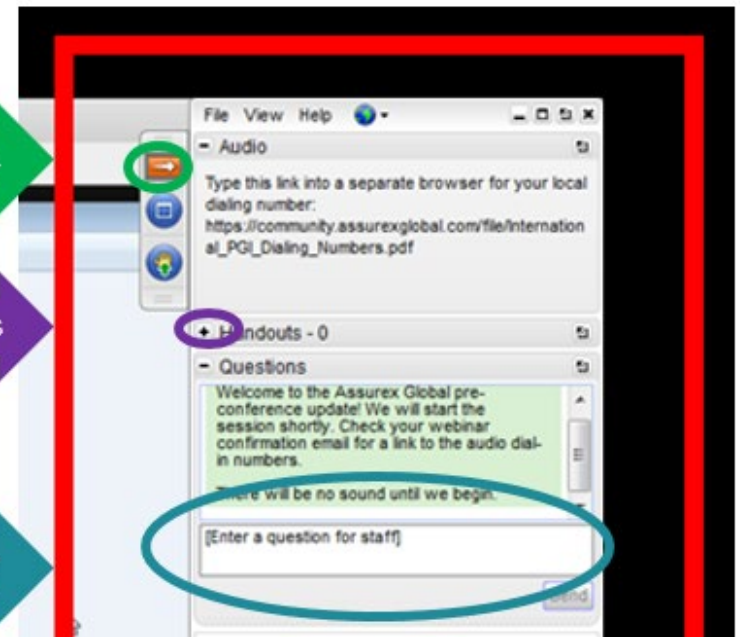 File View Help
- Audio
Type this link into a separate browser for your local
dialing number:
https://community.assurexglobal.com/file/Internation
al_PGI_Dialing_Numbers.pdf
+ Handouts - 0
- Questions
Welcome to the Assurex Global pre-
conference update! We will start the
session shortly. Check your webinar
confirmation email for a link to the audio dial-
in numbers.
There will be no sound until we begin.
[Enter a question for staff]
Send